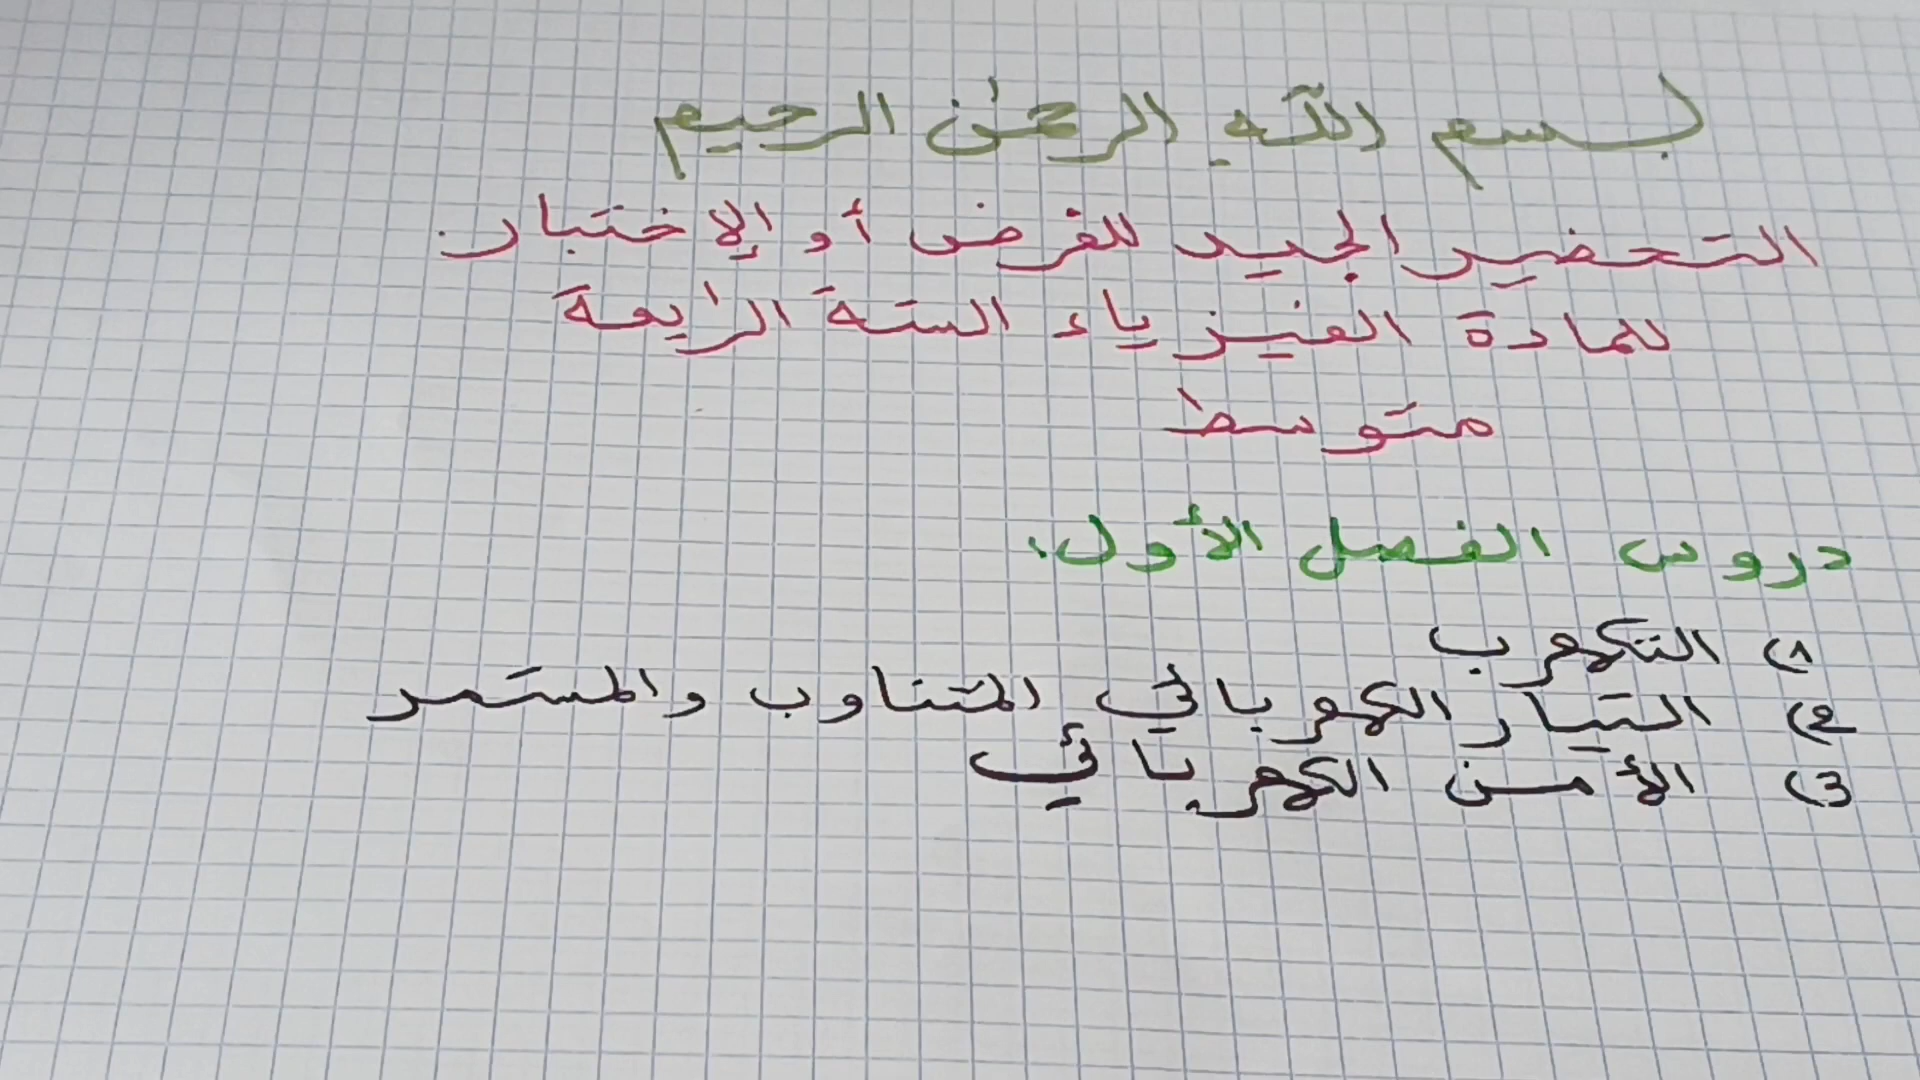 بسم الله الرحمن الرحيم
التحضير الجيد للفرض أو الإختبار.
للمادة الفيزياء السنة الرابعة
متوسط
دروس الفصل الأول.
1) التكهرب
2) التيار الكهربائي المتناوب والمستمر
3) الأمن الكهربائي